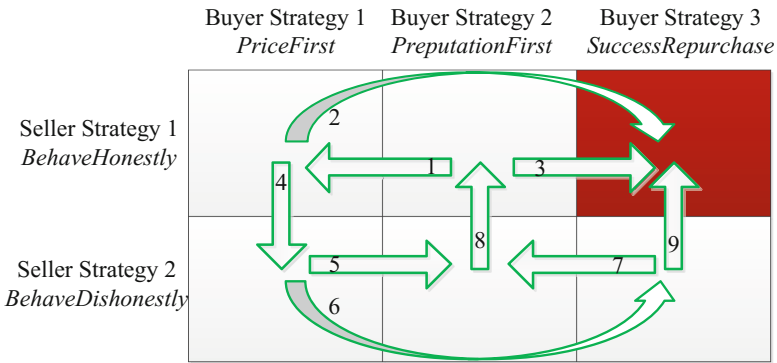 Buyer Strategy 1
PriceFirst
Buyer Strategy 2
PreputationFirst
Buyer Strategy 3
SuccessRepurchase
Seller Strategy 1
BehaveHonestly
2
1
3
4
Seller Strategy 2
BehaveDishonestly
8
9
5
7
6